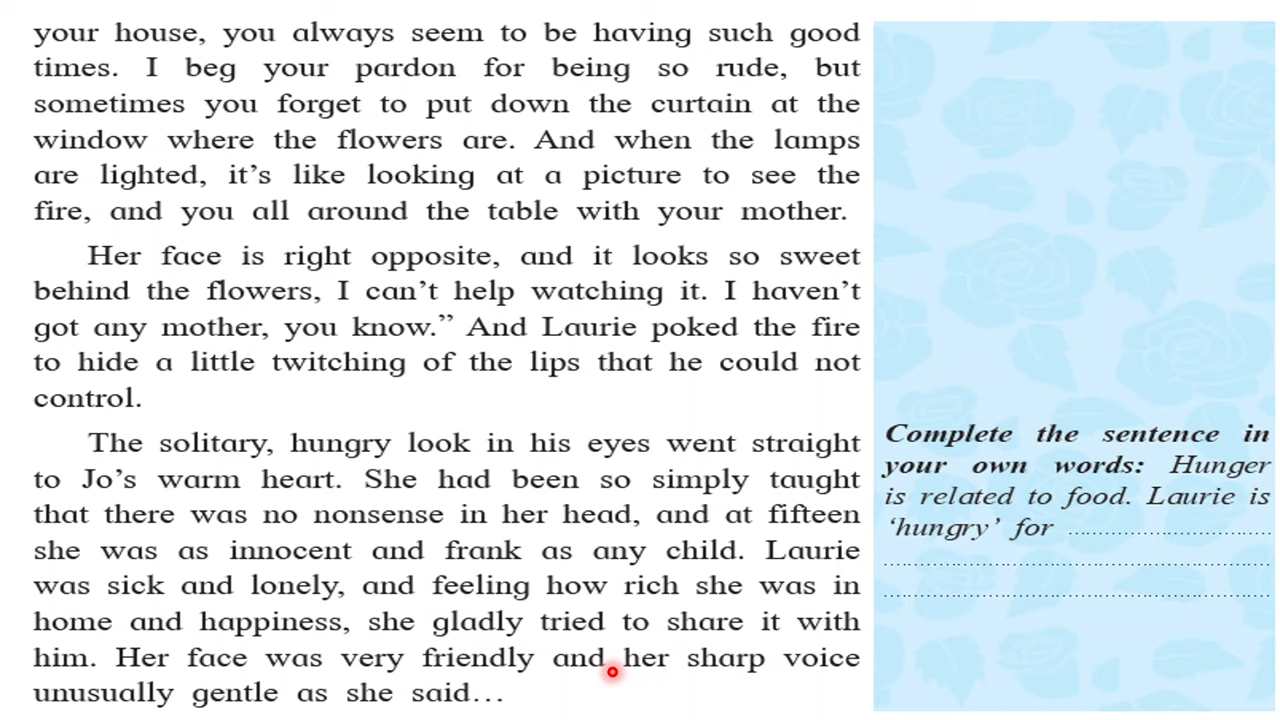 your house, you always seem to be having such good
times. I beg your pardon for being so rude, but
sometimes you forget to put down the curtain at the
window where the flowers are. And when the lamps
are lighted, it's like looking at a picture to see the
fire, and you all around the table with your mother.
Her face is right opposite, and it looks so sweet
behind the flowers, I can't help watching it. I haven't
got any mother, you know.” And Laurie poked the fire
to hide a little twitching of the lips that he could not
control.
The solitary, hungry look in his eyes went straight
to Jo's warm heart. She had been so simply taught
that there was no nonsense in her head, and at fifteen
she was as innocent and frank as any child. Laurie
was sick and lonely, and feeling how rich she was in
home and happiness, she gladly tried to share it with
him. Her face was very friendly and her sharp voice
unusually gentle as she said...
Complete the sentence in
your own words: Hunger
is related to food. Laurie is
‘hungry’ for ..............................
..........................................................
..........................................................